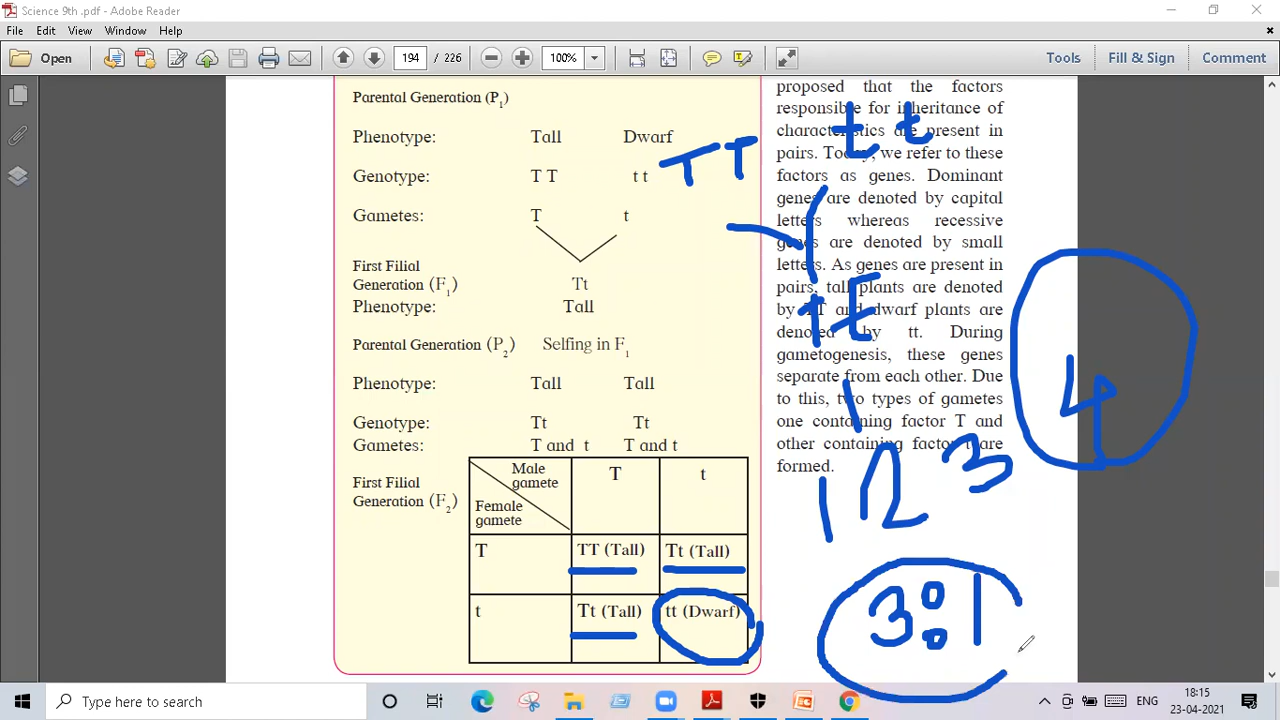 Science 9th .pdf - Adobe Reader
File Edit View Window Help
Open 194 / 226 100% Tools Fill & Sign Comment
Parental Generation (P1)
Phenotype: Tall Dwarf
Genotype: T T t t
Gametes: T t
First Filial
Generation (F1) Tt
Phenotype: Tall
Parental Generation (P2) Selfing in F1
Phenotype: Tall Tall
Genotype: Tt Tt
Gametes: T and t T and t
First Filial
Generation (F2)
Male
gamete
Female
gamete
T t
T TT (Tall) Tt (Tall)
t Tt (Tall) tt (Dwarf)
proposed that the factors
responsible for inheritance of
characteristics are present in
pairs. Today, we refer to these
factors as genes. Dominant
genes are denoted by capital
letters whereas recessive
genes are denoted by small
letters. As genes are present in
pairs, tall plants are denoted
by TT and dwarf plants are
denoted by tt. During
gametogenesis, these genes
separate from each other. Due
to this, two types of gametes
one containing factor T and
other containing factor t are
formed.
T T
t t
t t
1 2 3
4
3:1
Type here to search
ENG
18:15
23-04-2021